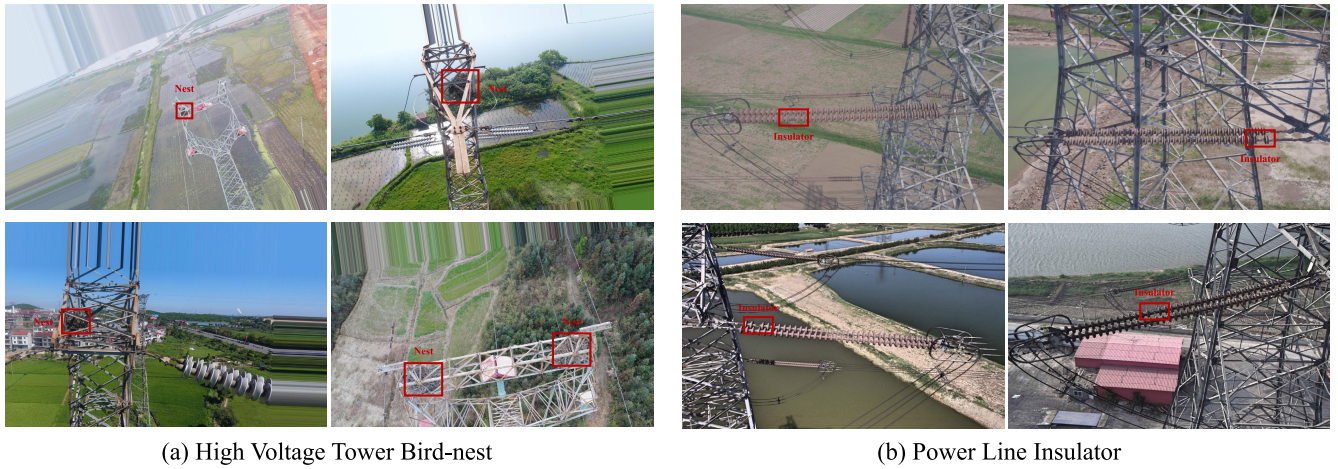 Nest
Nest
Insulator
Insulator
Nest
Nest
Nest
Insulator
Insulator
(a) High Voltage Tower Bird-nest
(b) Power Line Insulator